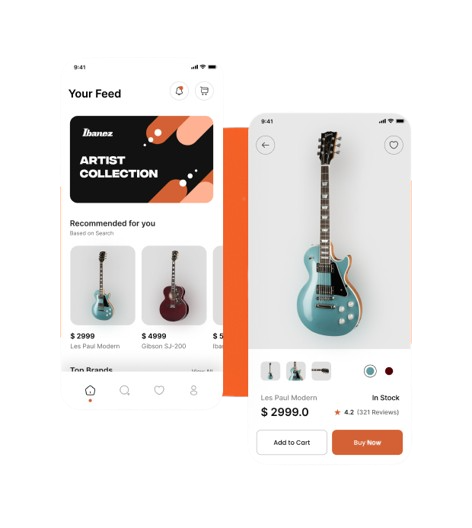 9:41
Your Feed
Ibanez
ARTIST
COLLECTION
Recommended for you
Based on Search
$ 2999
Les Paul Modern
$ 4999
Gibson SJ-200
$ 5
Iba
Top Brands
View All
9:41
Les Paul Modern
In Stock
$ 2999.0
4.2 (321 Reviews)
Add to Cart
Buy Now